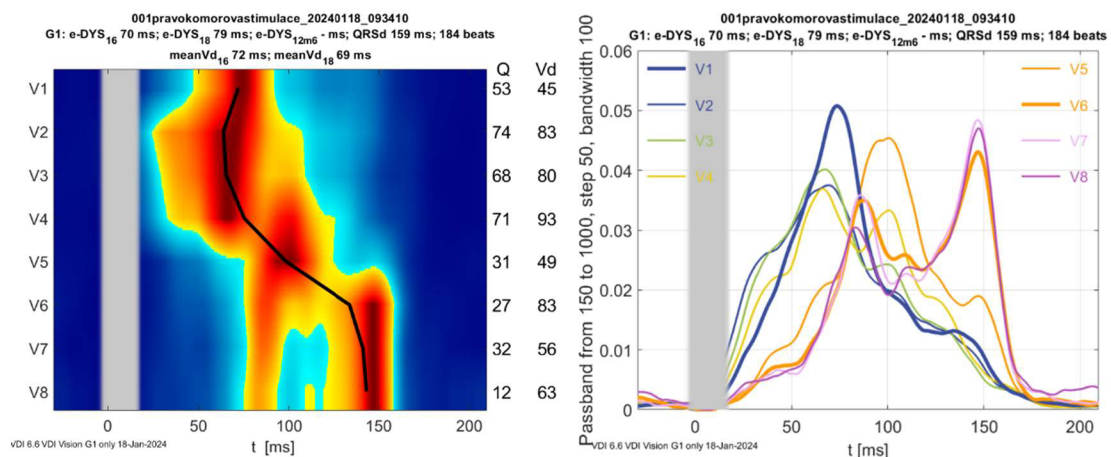 001pravokomorovastimulace_20240118_093410
G1: e-DYS16 70 ms; e-DYS18 79 ms; e-DYS12m6 - ms; QRSd 159 ms; 184 beats
meanVd16 72 ms; meanVd18 69 ms
Q Vd
V1 53 45
V2 74 83
V3 68 80
V4 71 93
V5 31 49
V6 27 83
V7 32 56
V8 12 63
0 50 100 150 200
t [ms]
VDI 6.6 VDI Vision G1 only 18-Jan-2024
001pravokomorovastimulace_20240118_093410
G1: e-DYS16 70 ms; e-DYS18 79 ms; e-DYS12m6 - ms; QRSd 159 ms; 184 beats
Passband from 150 to 1000, step 50, bandwidth 100
0.06
0.05
0.04
0.03
0.02
0.01
0
V1 V5
V2 V6
V3 V7
V4 V8
0 50 100 150 200
t [ms]
VDI 6.6 VDI Vision G1 only 18-Jan-2024